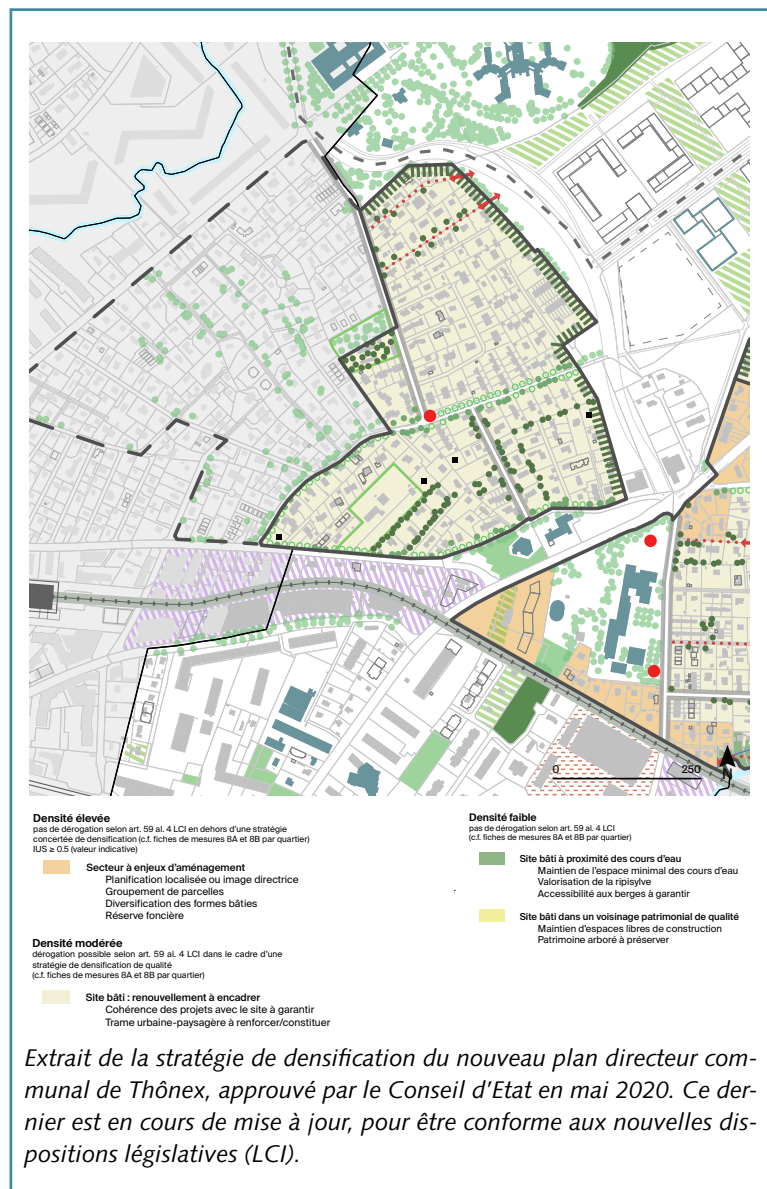 0 250
N
Densité élevée
pas de dérogation selon art. 59 al. 4 LCI en dehors d'une stratégie
concertée de densification (c.f. fiches de mesures 8A et 8B par quartier)
IUS ≥ 0.5 (valeur indicative)
Secteur à enjeux d'aménagement
Planification localisée ou image directrice
Groupement de parcelles
Diversification des formes bâties
Réserve foncière
Densité modérée
dérogation possible selon art. 59 al. 4 LCI dans le cadre d'une
stratégie de densification de qualité
(c.f. fiches de mesures 8A et 8B par quartier)
Site bâti : renouvellement à encadrer
Cohérence des projets avec le site à garantir
Trame urbaine-paysagère à renforcer/constituer
Densité faible
pas de dérogation selon art. 59 al. 4 LCI
(c.f. fiches de mesures 8A et 8B par quartier)
Site bâti à proximité des cours d'eau
Maintien de l'espace minimal des cours d'eau
Valorisation de la ripisylve
Accessibilité aux berges à garantir
Site bâti dans un voisinage patrimonial de qualité
Maintien d'espaces libres de construction
Patrimoine arboré à préserver
Extrait de la stratégie de densification du nouveau plan directeur com-
munal de Thônex, approuvé par le Conseil d'Etat en mai 2020. Ce der-
nier est en cours de mise à jour, pour être conforme aux nouvelles dis-
positions législatives (LCI).